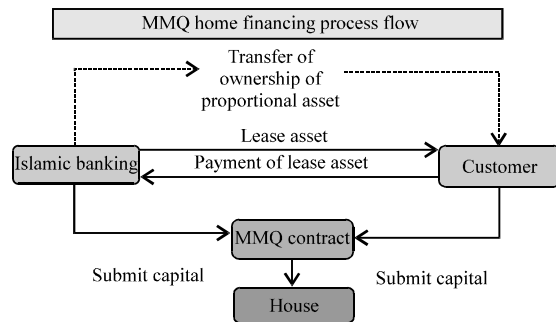 MMQ home financing process flow
Transfer of
ownership of
proportional asset
Lease asset
Islamic banking
Payment of lease asset
Customer
MMQ contract
Submit capital
Submit capital
House